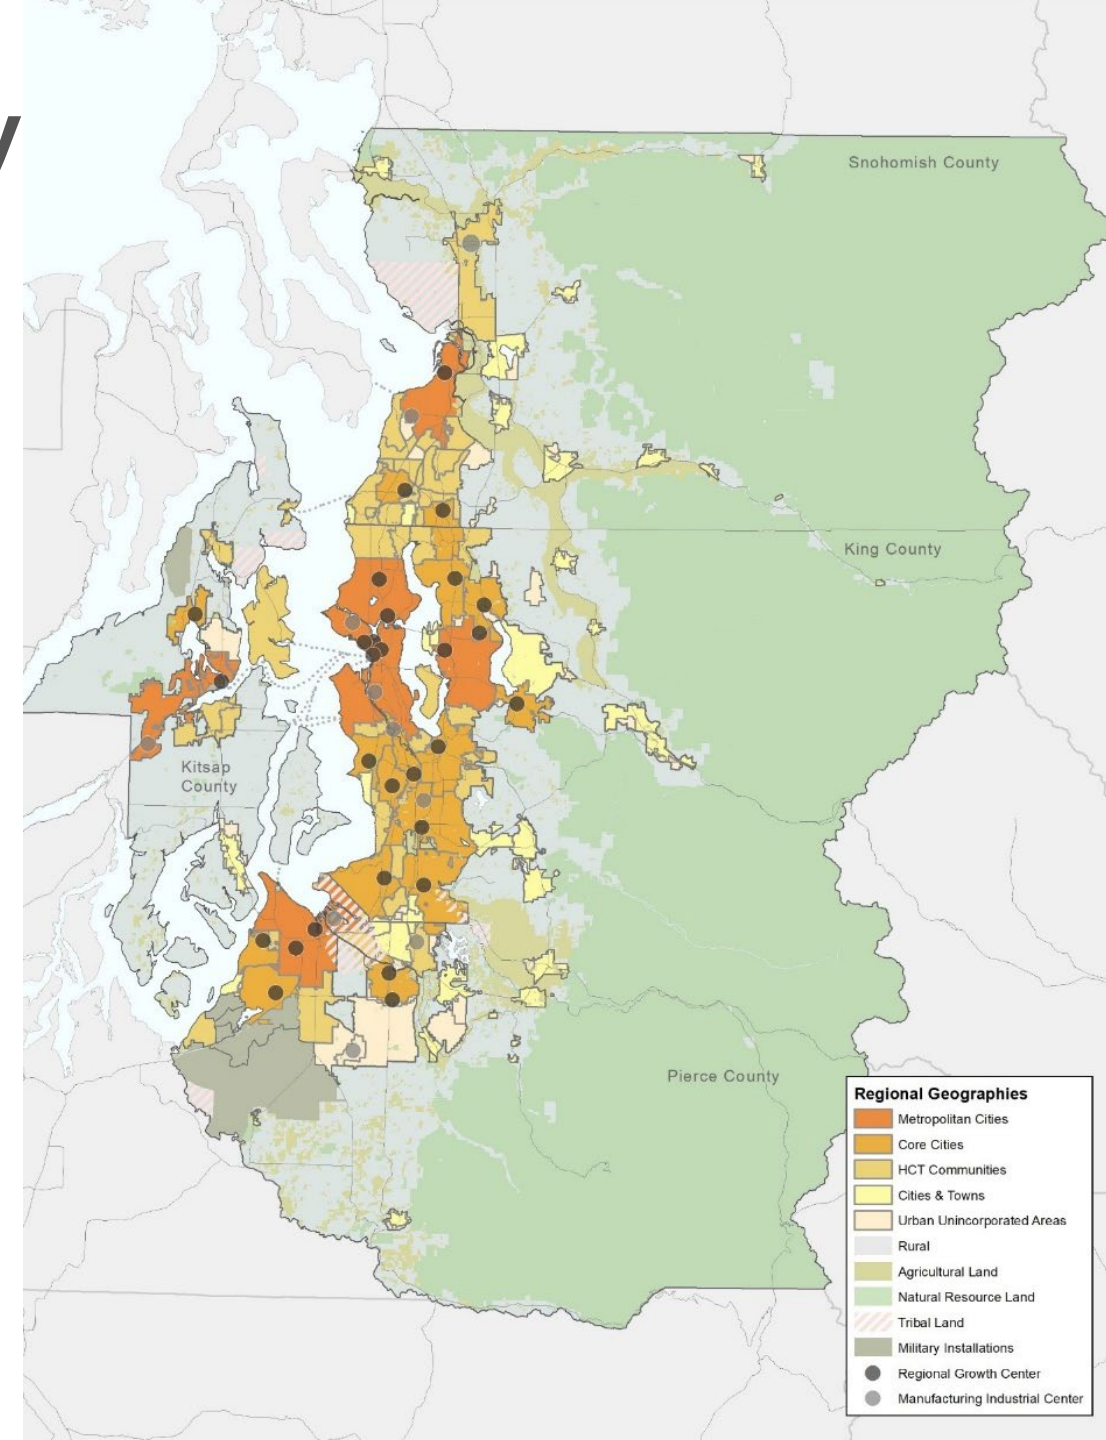 y
Snohomish County
King County
Kitsap
County
Pierce County
Regional Geographies
Metropolitan Cities
Core Cities
HCT Communities
Cities & Towns
Urban Unincorporated Areas
Rural
Agricultural Land
Natural Resource Land
Tribal Land
Military Installations
Regional Growth Center
Manufacturing Industrial Center